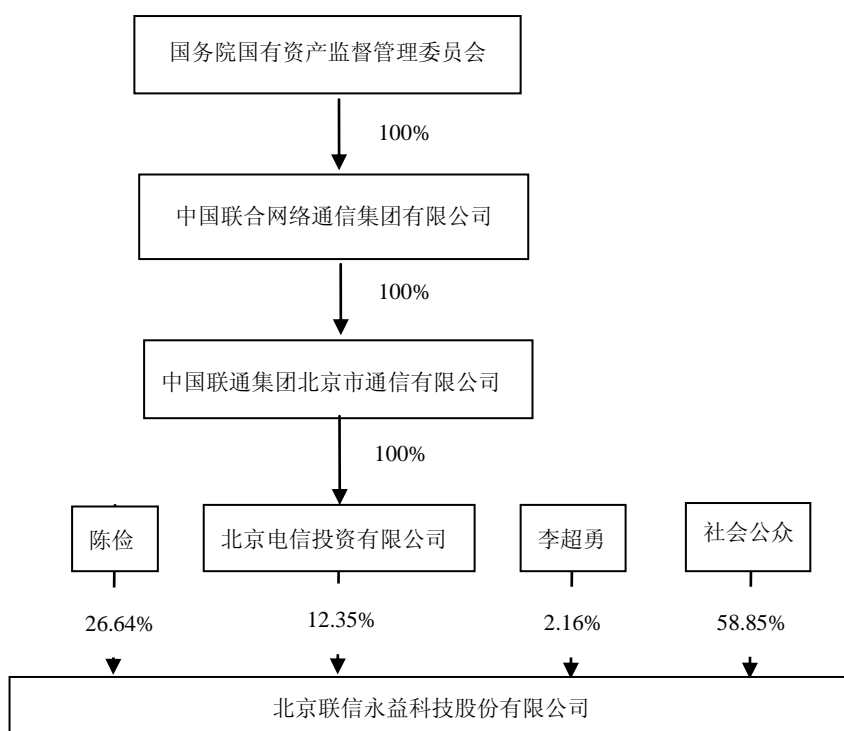 国务院国有资产监督管理委员会
100%
中国联合网络通信集团有限公司
100%
中国联通集团北京市通信有限公司
100%
陈俭
北京电信投资有限公司
李超勇
社会公众
26.64%
12.35%
2.16%
58.85%
北京联信永益科技股份有限公司